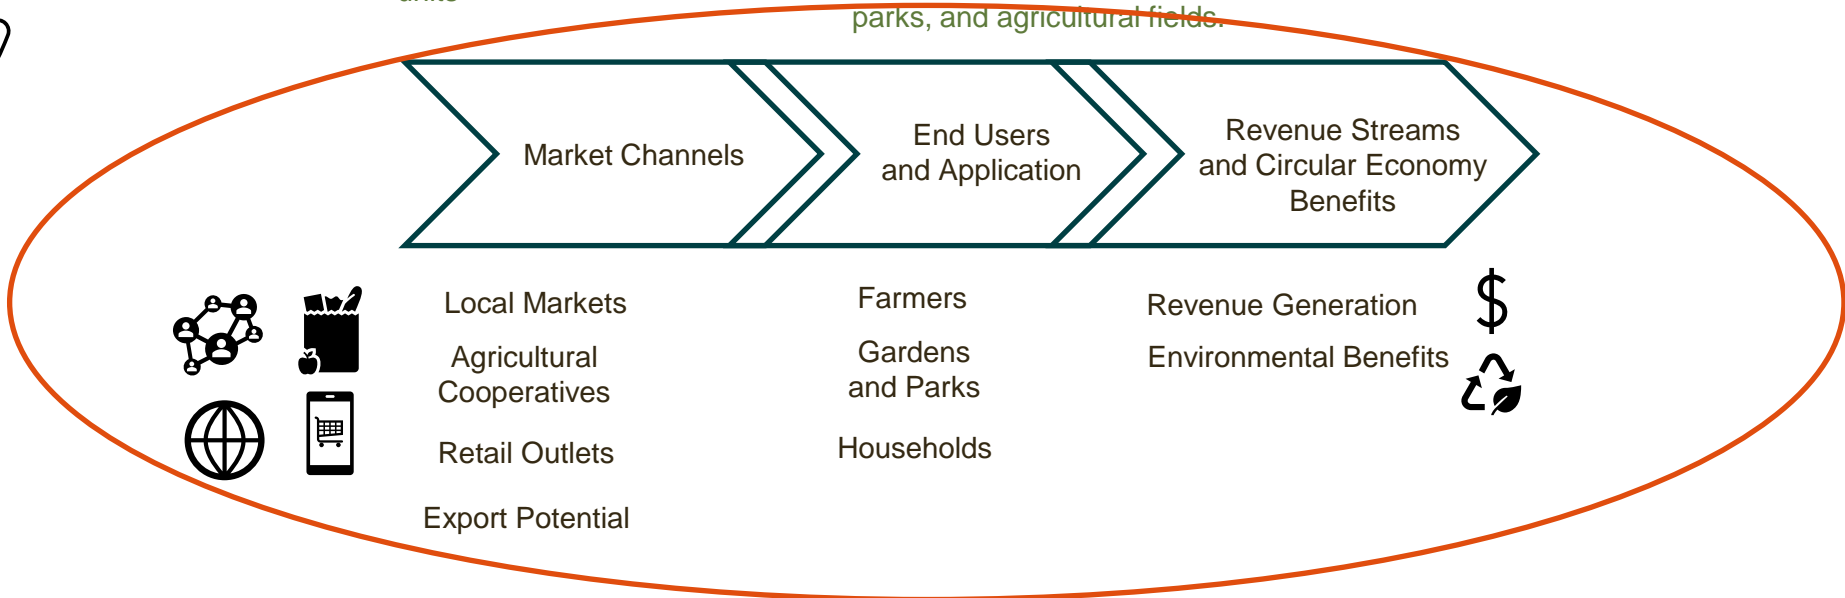 units
parks, and agricultural fields.
Market Channels
End Users
and Application
Revenue Streams
and Circular Economy
Benefits
Local Markets
Agricultural
Cooperatives
Retail Outlets
Export Potential
Farmers
Gardens
and Parks
Households
Revenue Generation
Environmental Benefits
$